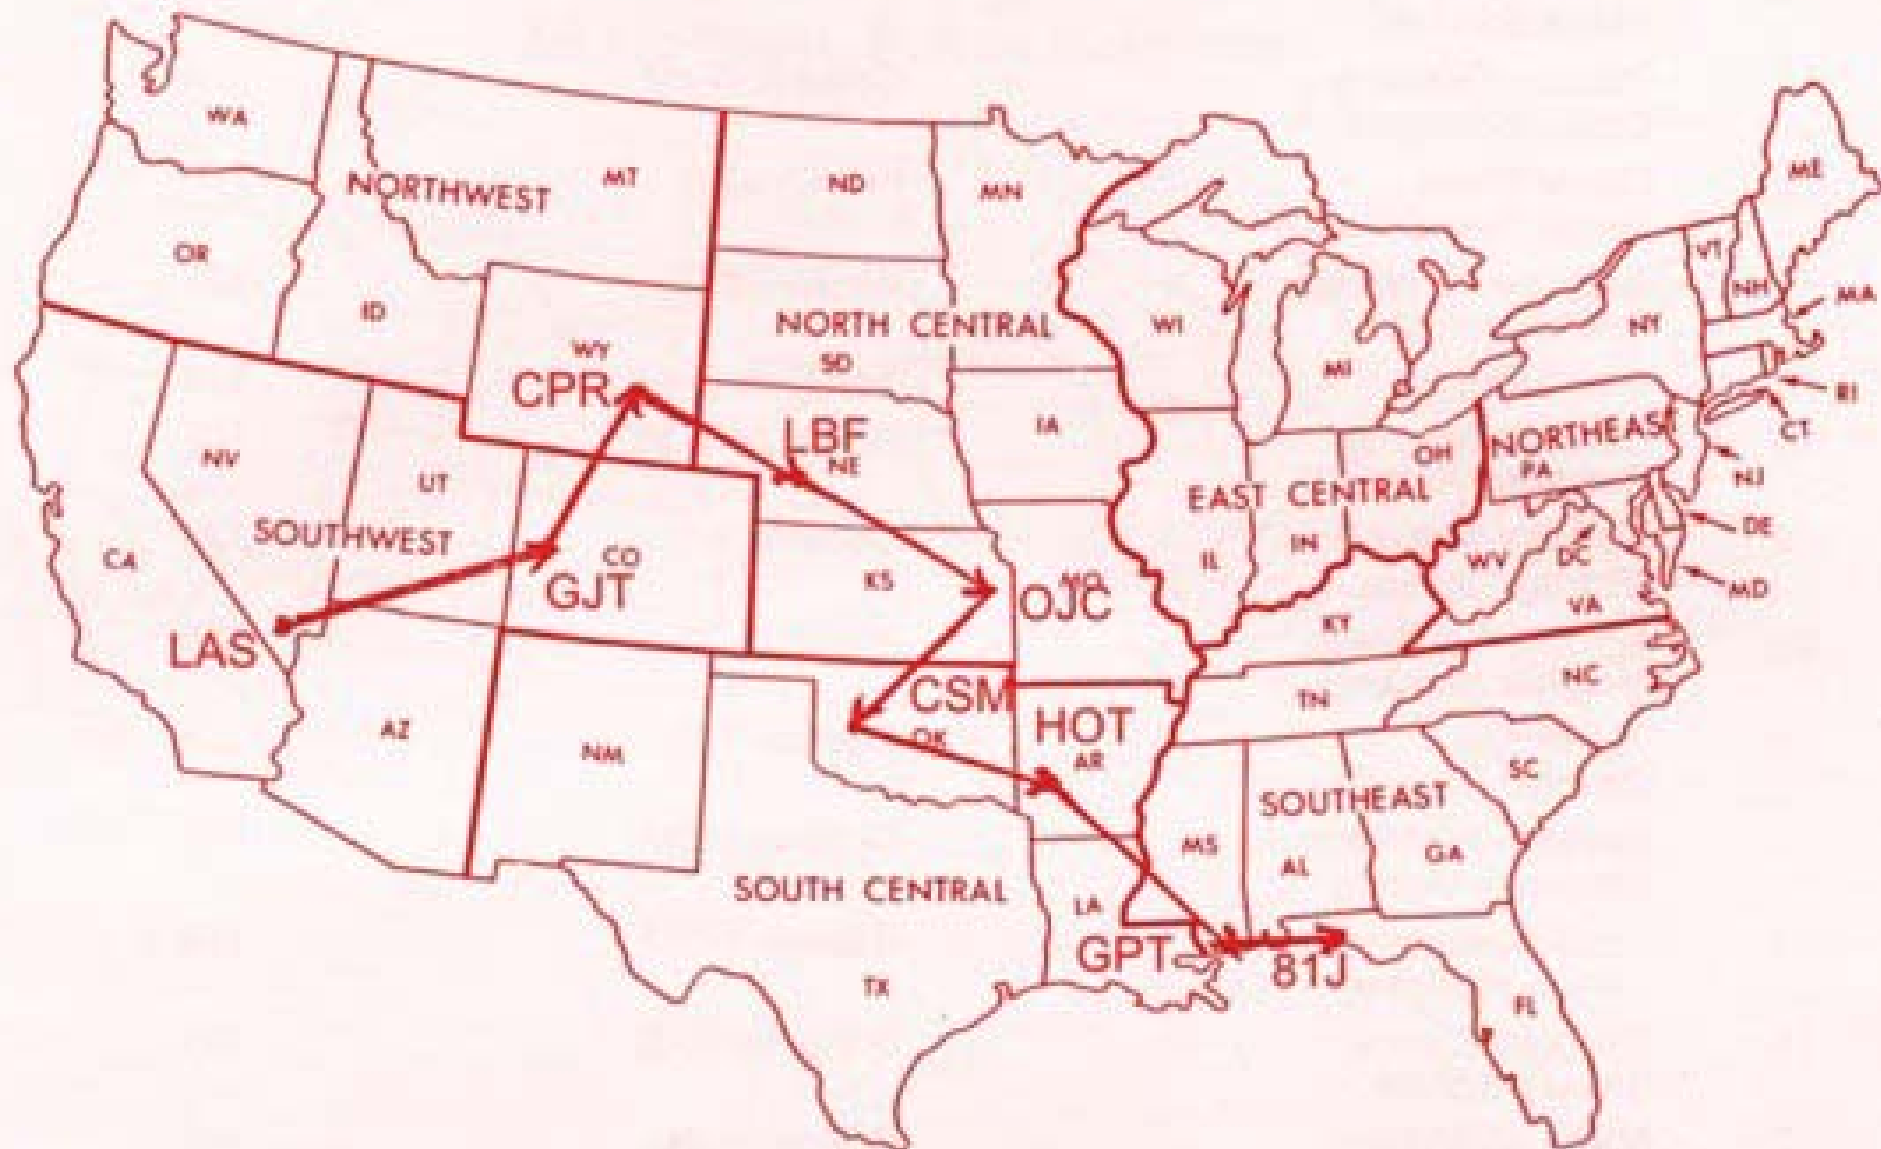 WA
NORTHWEST
MT
ND
MN
ME
OR
ID
VT
NH
MA
WY
NORTH CENTRAL
SD
WI
MI
NY
CPR
RI
LBF
NE
IA
CT
NORTHEAST
PA
OH
NV
UT
NJ
SOUTHWEST
EAST CENTRAL
DE
CA
CO
GJT
KS
MO
OJC
IL
IN
WV
DC
MD
VA
LAS
KY
CSM
OK
HOT
AR
TN
NC
AZ
NM
SC
SOUTHEAST
MS
AL
GA
SOUTH CENTRAL
LA
GPT
81J
TX
FL